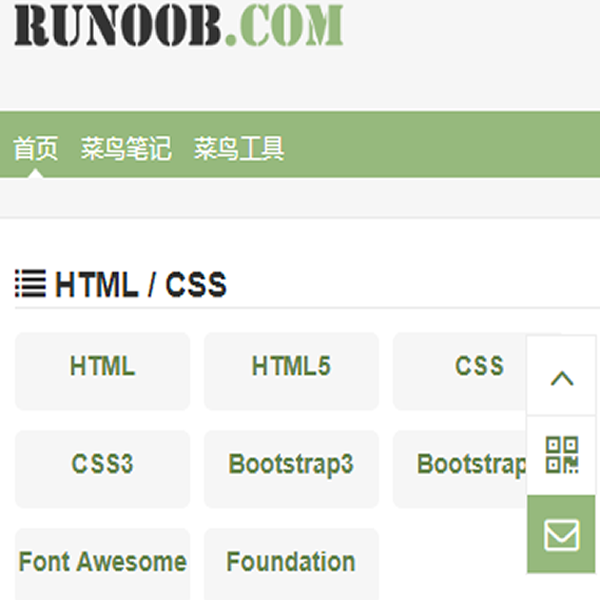 RUNOOB.COM
首页 菜鸟笔记 菜鸟工具
HTML / CSS
HTML HTML5 CSS
CSS3 Bootstrap3 Bootstrap
Font Awesome Foundation